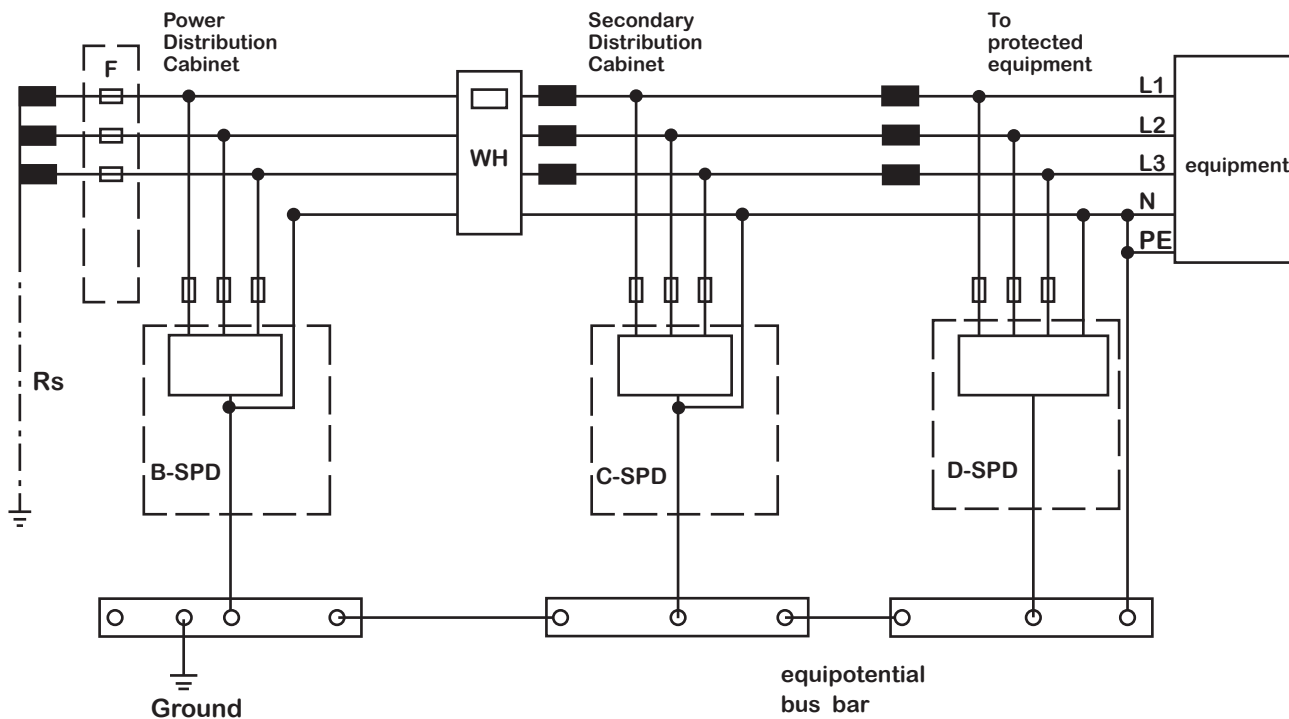 Power
Distribution
Cabinet
Secondary
Distribution
Cabinet
To
protected
equipment
F
WH
L1
L2
L3
N
PE
equipment
Rs
B-SPD
C-SPD
D-SPD
Ground
equipotential
bus bar